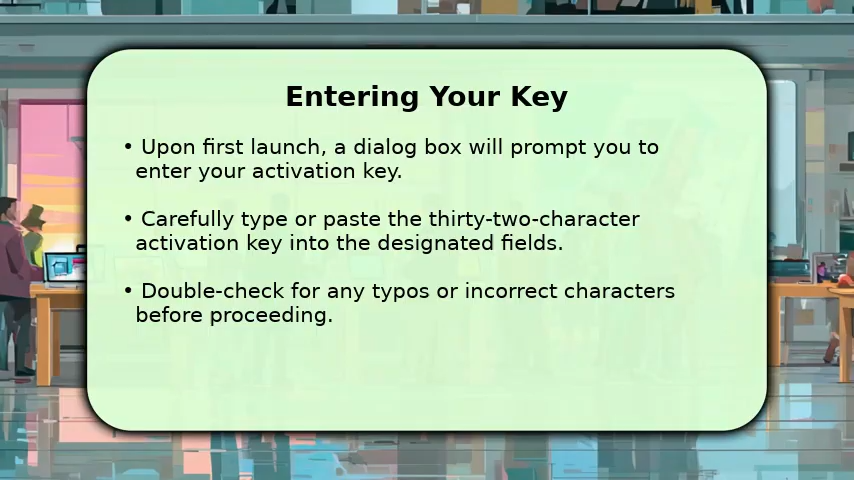 Entering Your Key
• Upon first launch, a dialog box will prompt you to
enter your activation key.
• Carefully type or paste the thirty-two-character
activation key into the designated fields.
• Double-check for any typos or incorrect characters
before proceeding.